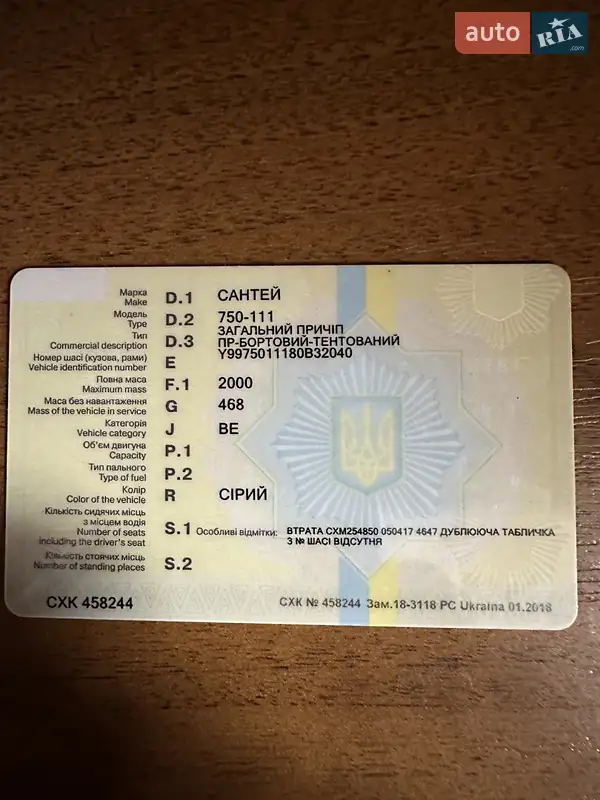 auto RIA .com
Марка
Make
D.1 САНТЕЙ
Модель
Type
D.2 750-111
ЗАГАЛЬНИЙ ПРИЧІП
Тип
Commercial description
D.3 ПР-БОРТОВИЙ-ТЕНТОВАНИЙ
Номер шасі (кузова, рами)
Vehicle identification number
E Y9975011180B32040
Повна маса
Maximum mass
F.1 2000
Маса без навантаження
Mass of the vehicle in service
G 468
Категорія
Vehicle category
J BE
Об'єм двигуна
Capacity
P.1
Тип пального
Type of fuel
P.2
Колір
Color of the vehicle
R СІРИЙ
Кількість сидячих місць
з місцем водія
Number of seats
including the driver's seat
S.1 Особливі відмітки: ВТРАТА СХМ254850 050417 4647 ДУБЛЮЮЧА ТАБЛИЧКА
З № ШАСІ ВІДСУТНЯ
Кількість стоячих місць
Number of standing places
S.2
СХК 458244
СХК № 458244 Зам.18-3118 РС Ukraina 01.2018